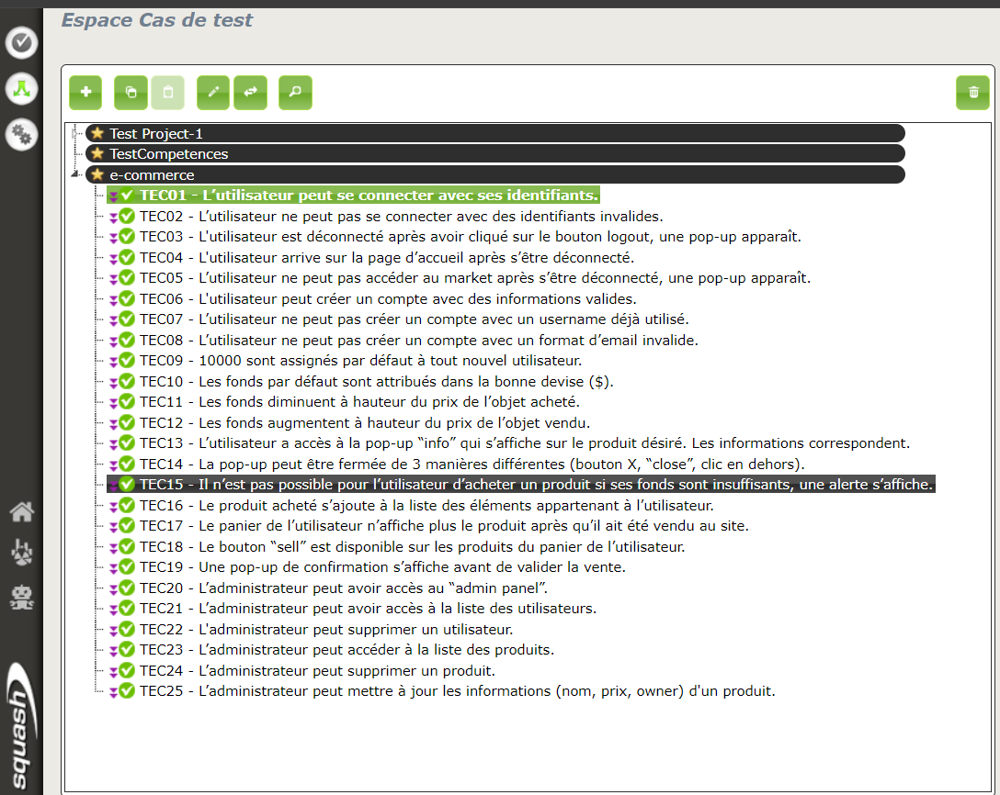 Espace Cas de test
Test Project-1
TestCompetences
e-commerce
TEC01 - L’utilisateur peut se connecter avec ses identifiants.
TEC02 - L’utilisateur ne peut pas se connecter avec des identifiants invalides.
TEC03 - L'utilisateur est déconnecté après avoir cliqué sur le bouton logout, une pop-up apparaît.
TEC04 - L'utilisateur arrive sur la page d’accueil après s’être déconnecté.
TEC05 - L’utilisateur ne peut pas accéder au market après s’être déconnecté, une pop-up apparaît.
TEC06 - L'utilisateur peut créer un compte avec des informations valides.
TEC07 - L’utilisateur ne peut pas créer un compte avec un username déjà utilisé.
TEC08 - L’utilisateur ne peut pas créer un compte avec un format d’email invalide.
TEC09 - 10000 sont assignés par défaut à tout nouvel utilisateur.
TEC10 - Les fonds par défaut sont attribués dans la bonne devise ($).
TEC11 - Les fonds diminuent à hauteur du prix de l’objet acheté.
TEC12 - Les fonds augmentent à hauteur du prix de l’objet vendu.
TEC13 - L’utilisateur a accès à la pop-up “info” qui s’affiche sur le produit désiré. Les informations correspondent.
TEC14 - La pop-up peut être fermée de 3 manières différentes (bouton X, “close”, clic en dehors).
TEC15 - Il n’est pas possible pour l’utilisateur d’acheter un produit si ses fonds sont insuffisants, une alerte s’affiche.
TEC16 - Le produit acheté s’ajoute à la liste des éléments appartenant à l’utilisateur.
TEC17 - Le panier de l’utilisateur n’affiche plus le produit après qu’il ait été vendu au site.
TEC18 - Le bouton “sell” est disponible sur les produits du panier de l’utilisateur.
TEC19 - Une pop-up de confirmation s’affiche avant de valider la vente.
TEC20 - L’administrateur peut avoir accès au “admin panel”.
TEC21 - L’administrateur peut avoir accès à la liste des utilisateurs.
TEC22 - L'administrateur peut supprimer un utilisateur.
TEC23 - L’administrateur peut accéder à la liste des produits.
TEC24 - L’administrateur peut supprimer un produit.
TEC25 - L’administrateur peut mettre à jour les informations (nom, prix, owner) d'un produit.
squash